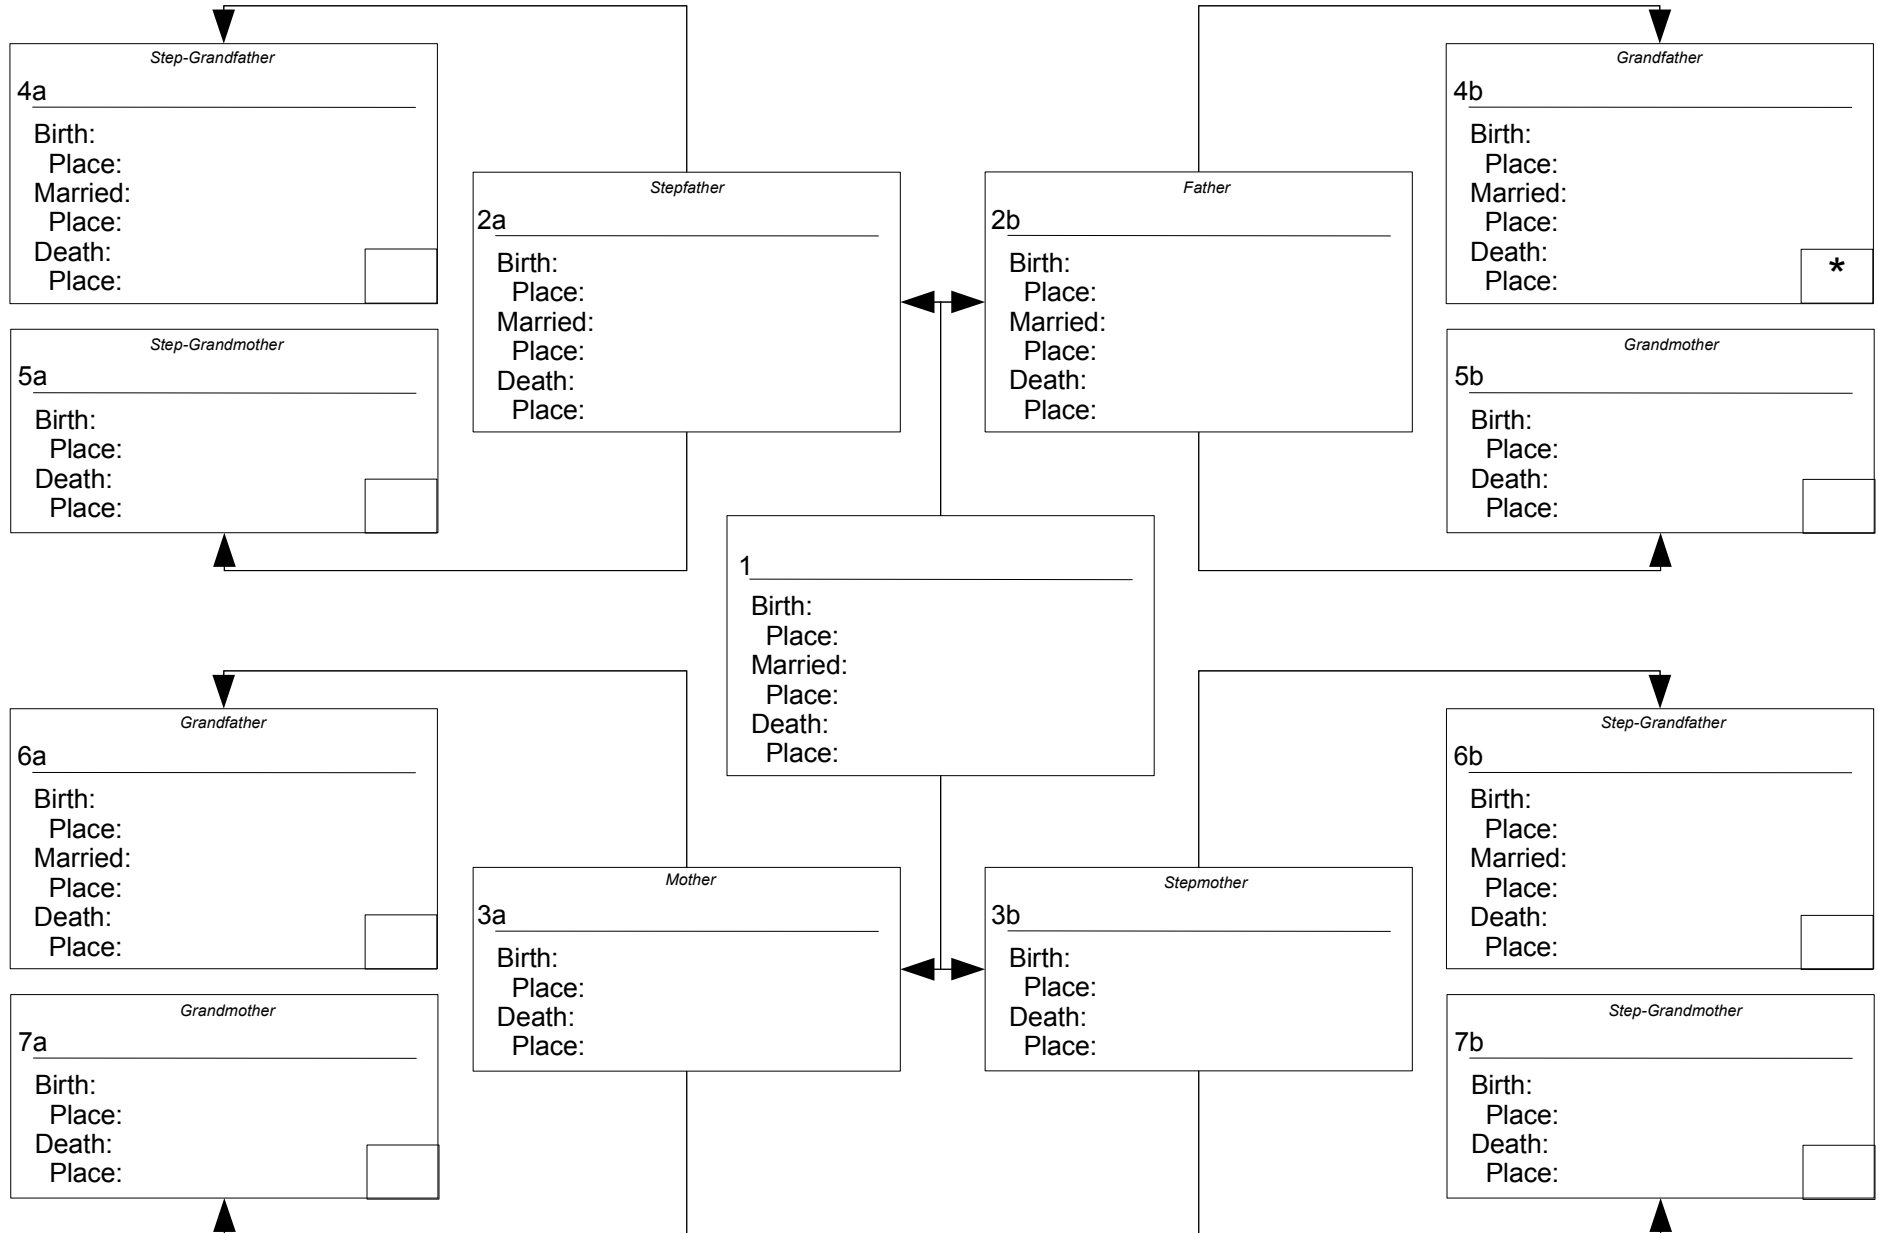 Step-Grandfather
4a
Birth:
Place:
Married:
Place:
Death:
Place:
Step-Grandmother
5a
Birth:
Place:
Death:
Place:
Stepfather
2a
Birth:
Place:
Married:
Place:
Death:
Place:
Father
2b
Birth:
Place:
Married:
Place:
Death:
Place:
Grandfather
4b
Birth:
Place:
Married:
Place:
Death:
Place:
*
Grandmother
5b
Birth:
Place:
Death:
Place:
1
Birth:
Place:
Married:
Place:
Death:
Place:
Grandfather
6a
Birth:
Place:
Married:
Place:
Death:
Place:
Grandmother
7a
Birth:
Place:
Death:
Place:
Mother
3a
Birth:
Place:
Death:
Place:
Stepmother
3b
Birth:
Place:
Death:
Place:
Step-Grandfather
6b
Birth:
Place:
Married:
Place:
Death:
Place:
Step-Grandmother
7b
Birth:
Place:
Death:
Place: